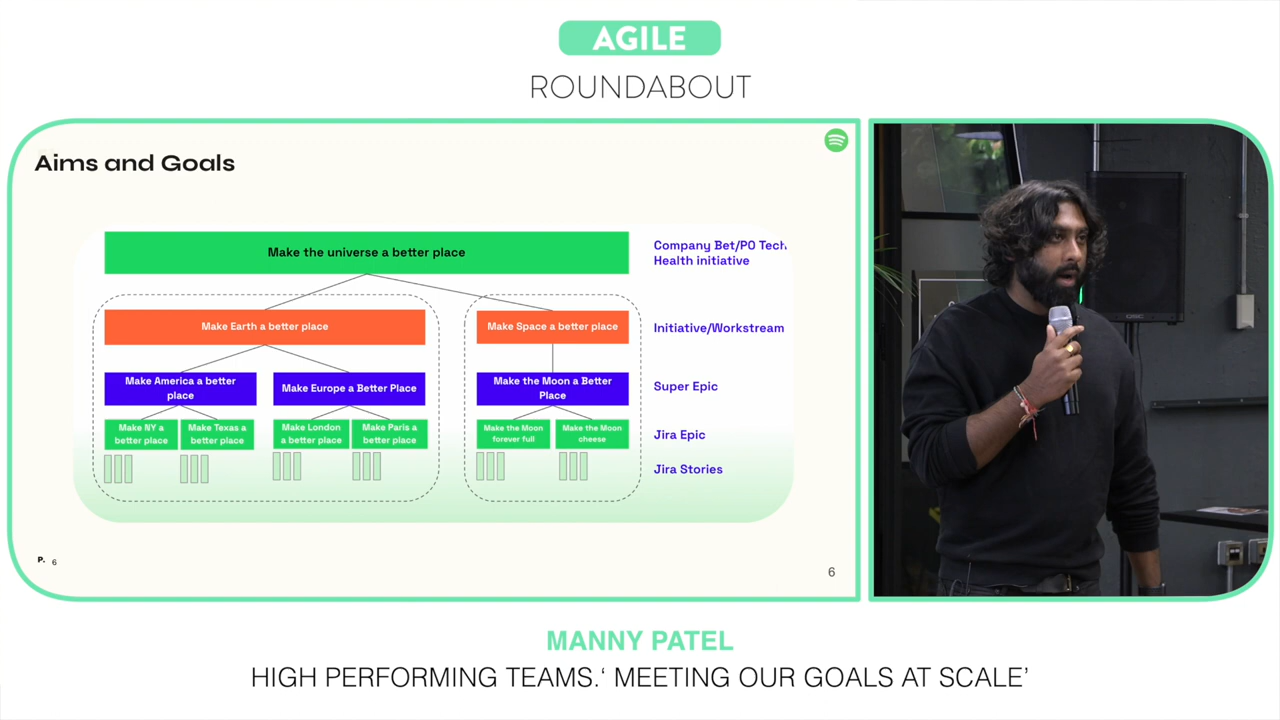 AGILE
ROUNDABOUT
Aims and Goals
Make the universe a better place
Company Bet/PO Tech
Health initiative
Make Earth a better place
Make Space a better place
Initiative/Workstream
Make America a better
place
Make Europe a Better Place
Make the Moon a Better
Place
Super Epic
Make NY a
better place
Make Texas a
better place
Make London
a better place
Make Paris a
better place
Make the Moon
forever full
Make the Moon
cheese
Jira Epic
Jira Stories
P. 6
6
QSC
MANNY PATEL
HIGH PERFORMING TEAMS.‘ MEETING OUR GOALS AT SCALE’